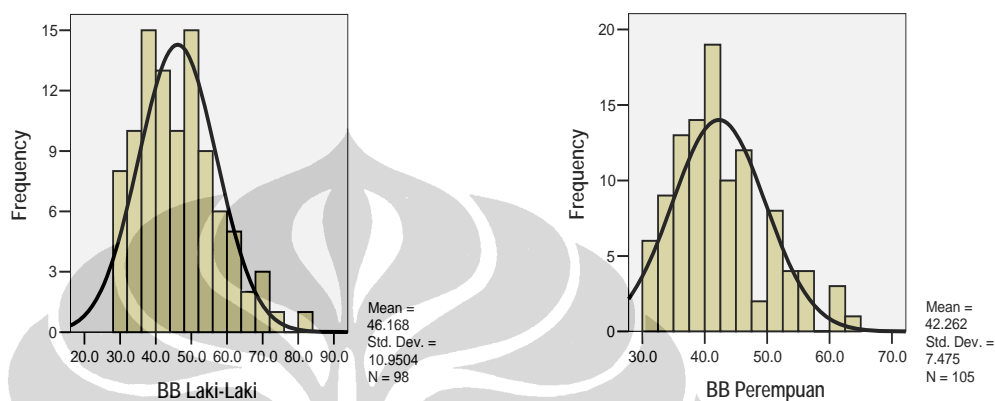 15
12
9
6
3
0
Frequency
20.0 30.0 40.0 50.0 60.0 70.0 80.0 90.0
BB Laki-Laki
Mean =
46.168
Std. Dev. =
10.9504
N = 98
20
15
10
5
0
Frequency
30.0 40.0 50.0 60.0 70.0
BB Perempuan
Mean =
42.262
Std. Dev. =
7.475
N = 105